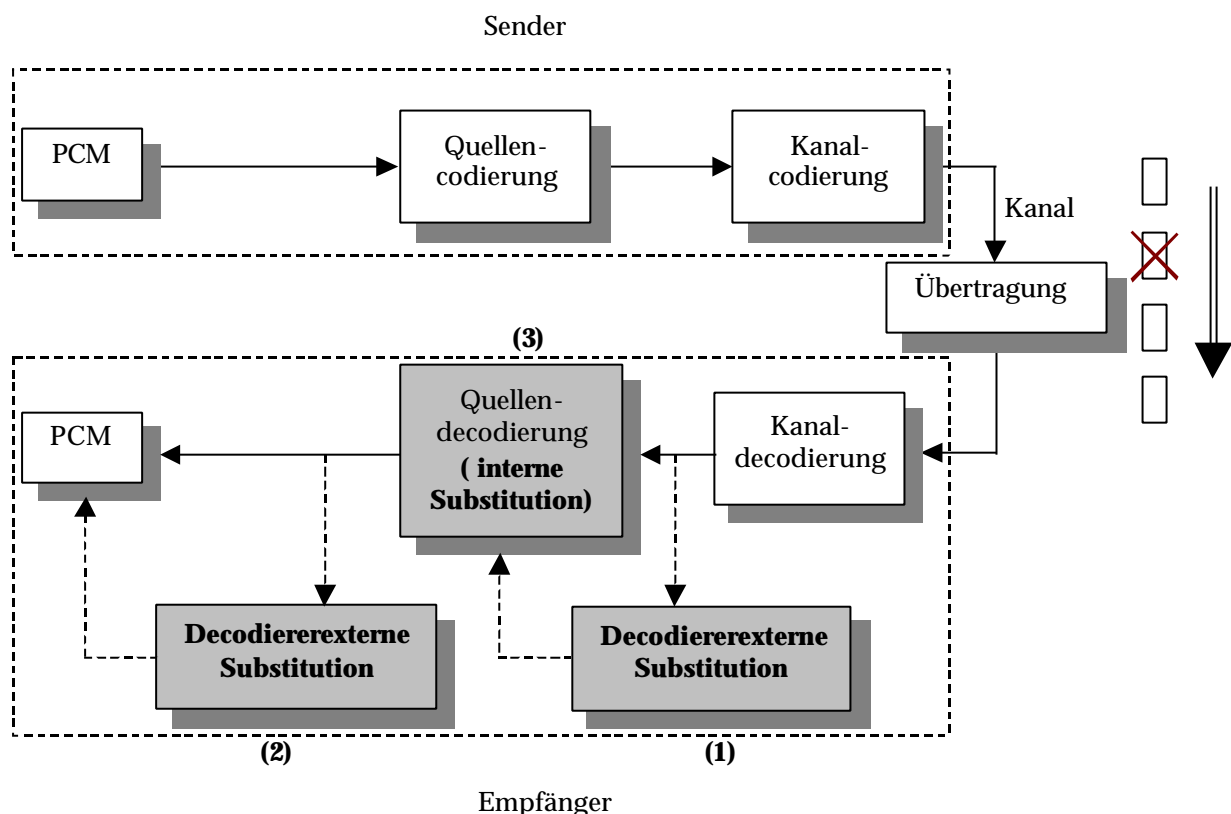 Sender
PCM
Quellen-
codierung
Kanal-
codierung
Kanal
Übertragung
(3)
PCM
Quellen-
decodierung
( interne
Substitution)
Kanal-
decodierung
Decodiererexterne
Substitution
Decodiererexterne
Substitution
(2)
(1)
Empfänger